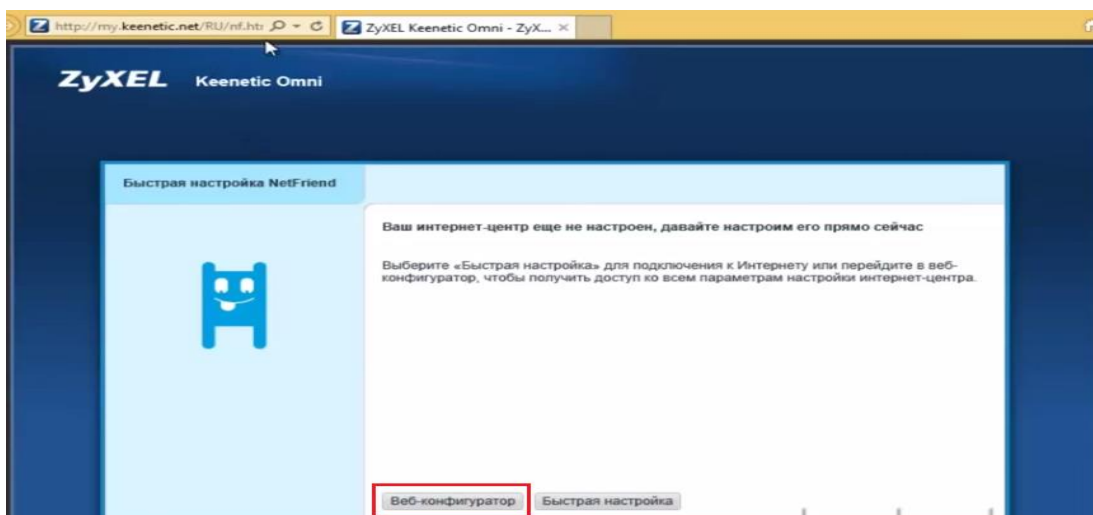 http://my.keenetic.net/RU/nf.htr
ZyXEL Keenetic Omni - ZyX...
ZyXEL Keenetic Omni
Быстрая настройка NetFriend
Ваш интернет-центр еще не настроен, давайте настроим его прямо сейчас
Выберите «Быстрая настройка» для подключения к Интернету или перейдите в веб-
конфигуратор, чтобы получить доступ ко всем параметрам настройки интернет-центра.
Веб-конфигуратор Быстрая настройка